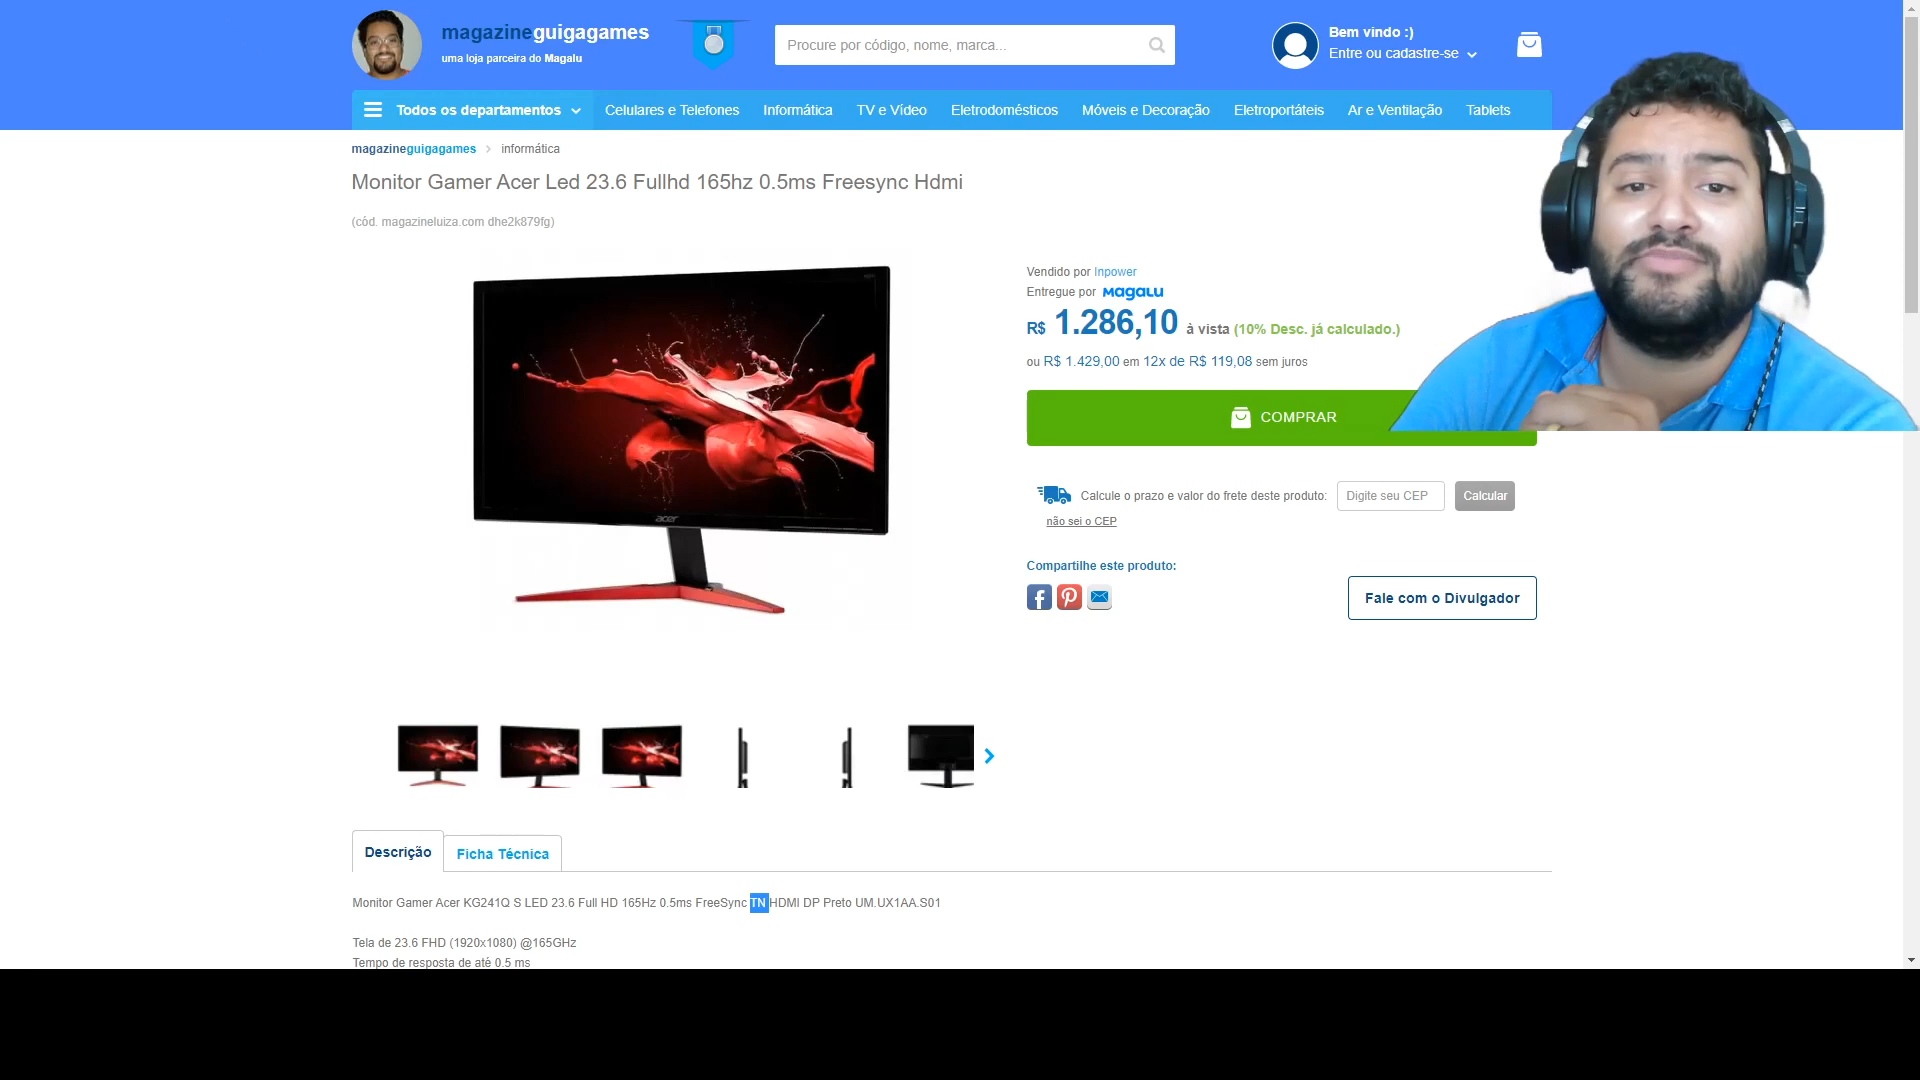 magazineguigagames
uma loja parceira do Magalu
Procure por código, nome, marca...
Bem vindo :)
Entre ou cadastre-se
Todos os departamentos
Celulares e Telefones
Informática
TV e Vídeo
Eletrodomésticos
Móveis e Decoração
Eletroportáteis
Ar e Ventilação
Tablets
magazineguigagames > informática
Monitor Gamer Acer Led 23.6 Fullhd 165hz 0.5ms Freesync Hdmi
(cód. magazineluiza.com dhe2k879fg)
acer
Vendido por Inpower
Entregue por Magalu
R$ 1.286,10 à vista (10% Desc. já calculado.)
ou R$ 1.429,00 em 12x de R$ 119,08 sem juros
COMPRAR
Calcule o prazo e valor do frete deste produto:
Digite seu CEP
Calcular
não sei o CEP
Compartilhe este produto:
Fale com o Divulgador
Descrição
Ficha Técnica
Monitor Gamer Acer KG241Q S LED 23.6 Full HD 165Hz 0.5ms FreeSync TN HDMI DP Preto UM.UX1AA.S01
Tela de 23.6 FHD (1920x1080) @165GHz
Tempo de resposta de até 0.5 ms